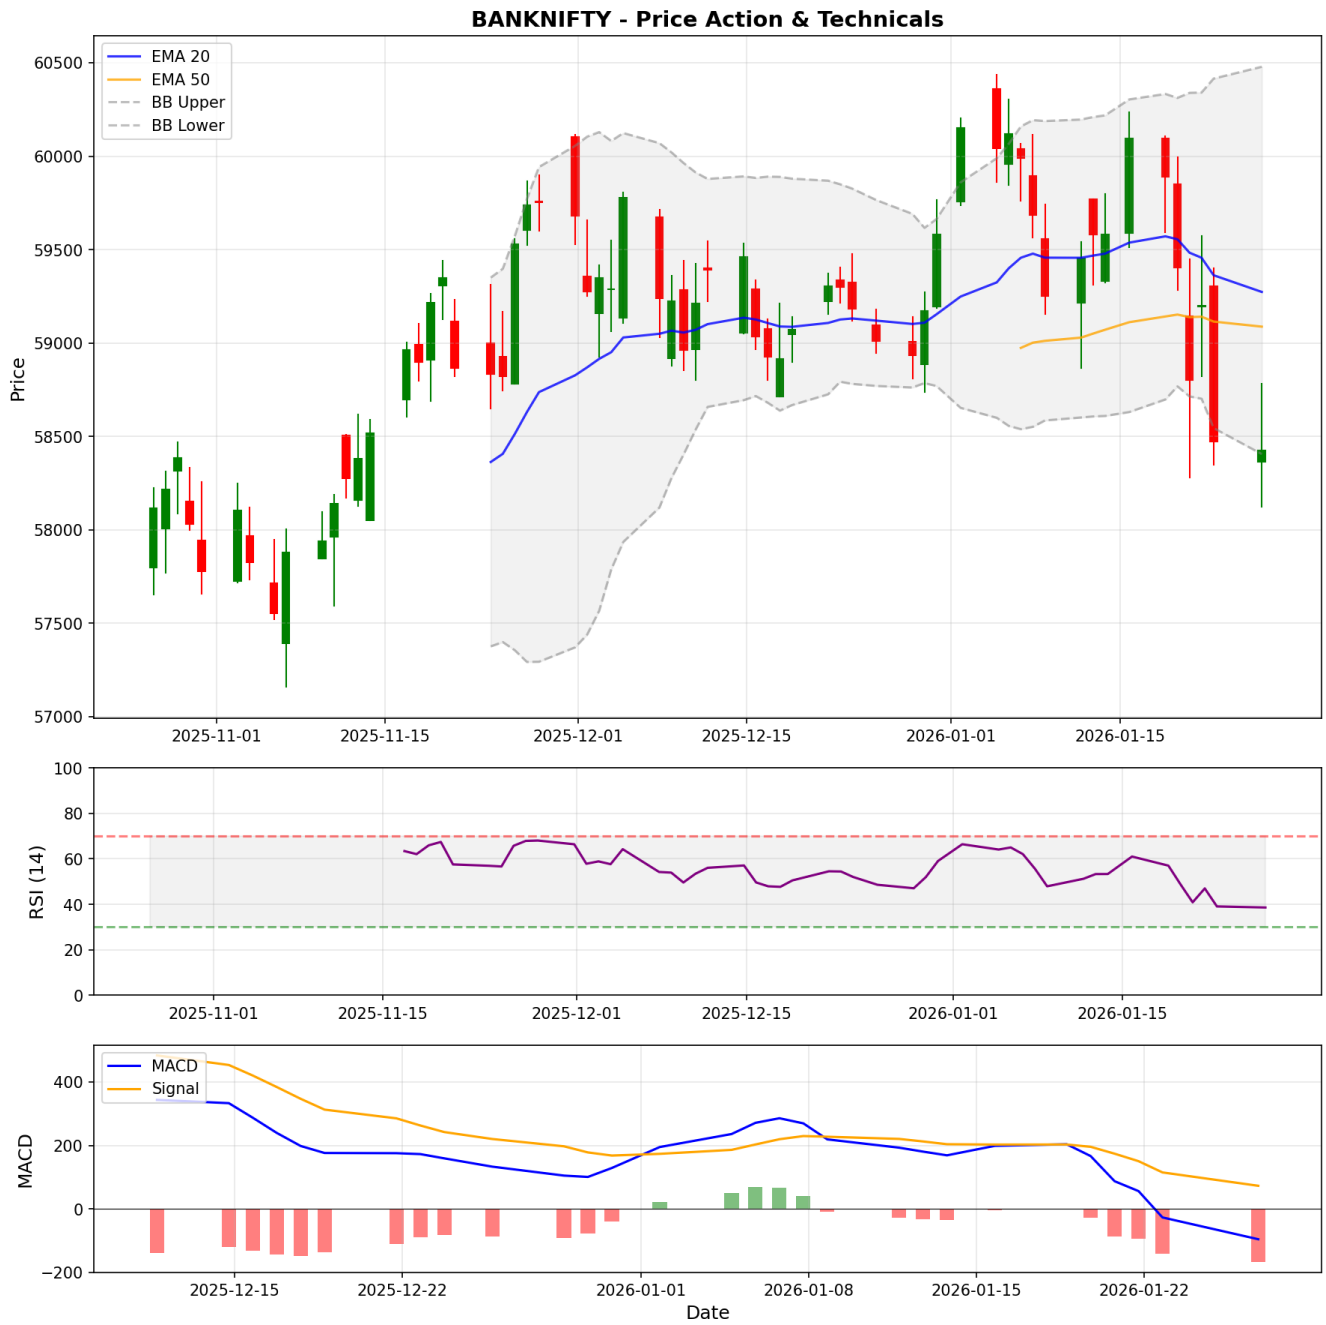 BANKNIFTY - Price Action & Technicals
EMA 20
EMA 50
BB Upper
BB Lower
Price
60500
60000
59500
59000
58500
58000
57500
57000
2025-11-01 2025-11-15 2025-12-01 2025-12-15 2026-01-01 2026-01-15
RSI (14)
100
80
60
40
20
0
2025-11-01 2025-11-15 2025-12-01 2025-12-15 2026-01-01 2026-01-15
MACD
Signal
MACD
400
200
0
−200
2025-12-15 2025-12-22 2026-01-01 2026-01-08 2026-01-15 2026-01-22
Date